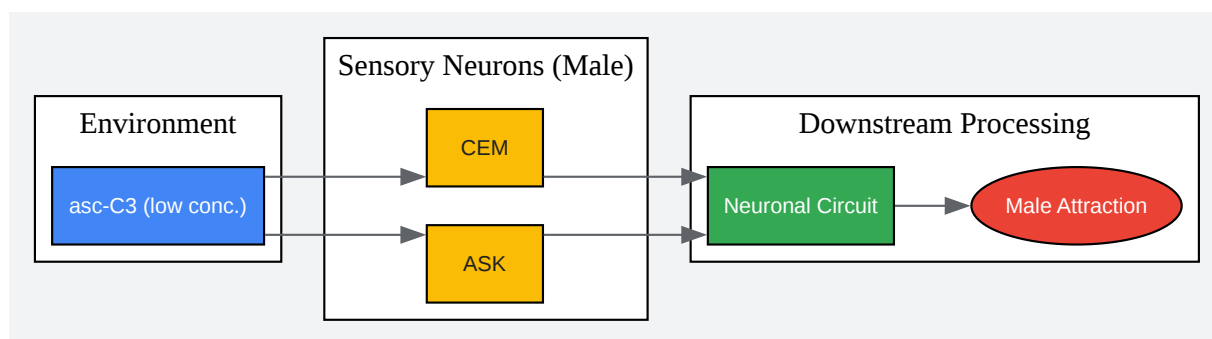 Environment
asc-C3 (low conc.)
Sensory Neurons (Male)
CEM
ASK
Downstream Processing
Neuronal Circuit
Male Attraction